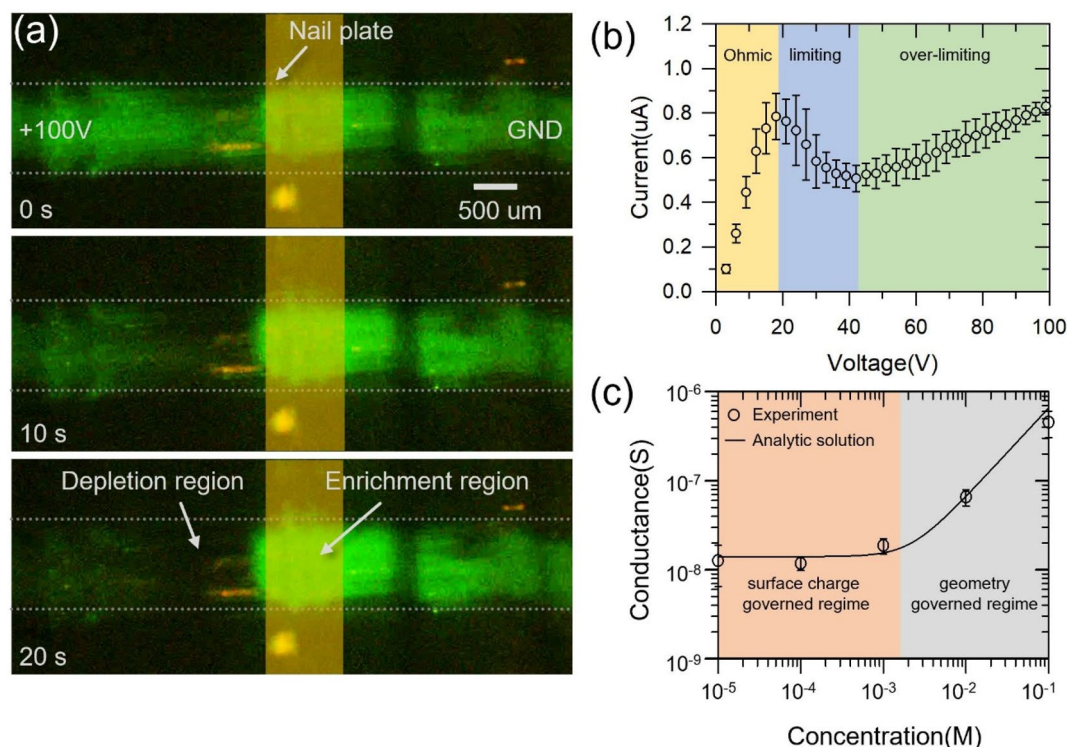 (a)
Nail plate
+100V
GND
0 s
500 um
10 s
Depletion region
Enrichment region
20 s
(b)
Ohmic
limiting
over-limiting
Current(uA)
1.2
1.0
0.8
0.6
0.4
0.2
0.0
0 20 40 60 80 100
Voltage(V)
(c)
Experiment
Analytic solution
Conductance(S)
10⁻⁶
10⁻⁷
10⁻⁸
10⁻⁹
surface charge
governed regime
geometry
governed regime
10⁻⁵ 10⁻⁴ 10⁻³ 10⁻² 10⁻¹
Concentration(M)